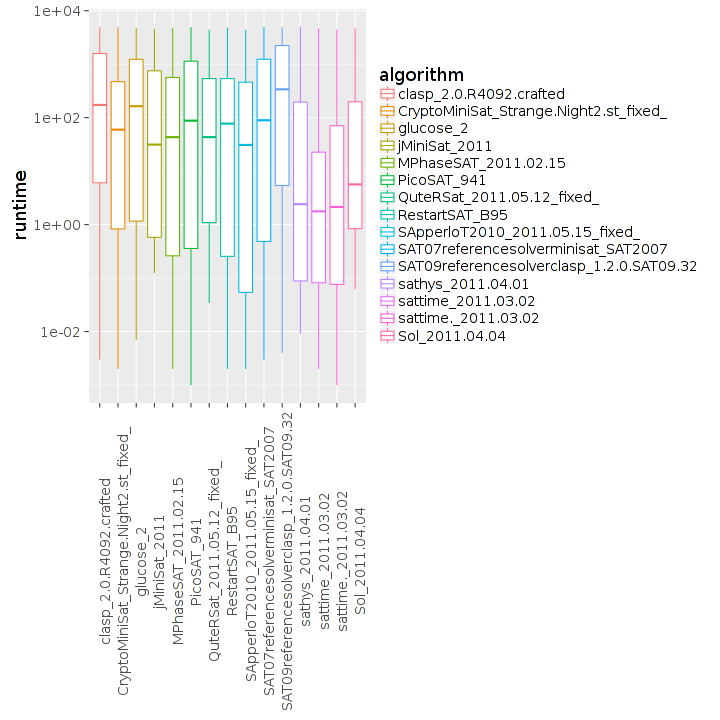 1e+04
1e+02
1e+00
1e-02
runtime
algorithm
clasp_2.0.R4092.crafted
CryptoMiniSat_Strange.Night2.st_fixed_
glucose_2
jMiniSat_2011
MPhaseSAT_2011.02.15
PicoSAT_941
QuteRSat_2011.05.12_fixed_
RestartSAT_B95
SApperloT2010_2011.05.15_fixed_
SAT07referencesolverminisat_SAT2007
SAT09referencesolverclasp_1.2.0.SAT09.32
sathys_2011.04.01
sattime_2011.03.02
sattime._2011.03.02
Sol_2011.04.04
clasp_2.0.R4092.crafted
CryptoMiniSat_Strange.Night2.st_fixed_
glucose_2
jMiniSat_2011
MPhaseSAT_2011.02.15
PicoSAT_941
QuteRSat_2011.05.12_fixed_
RestartSAT_B95
SApperloT2010_2011.05.15_fixed_
SAT07referencesolverminisat_SAT2007
SAT09referencesolverclasp_1.2.0.SAT09.32
sathys_2011.04.01
sattime_2011.03.02
sattime._2011.03.02
Sol_2011.04.04